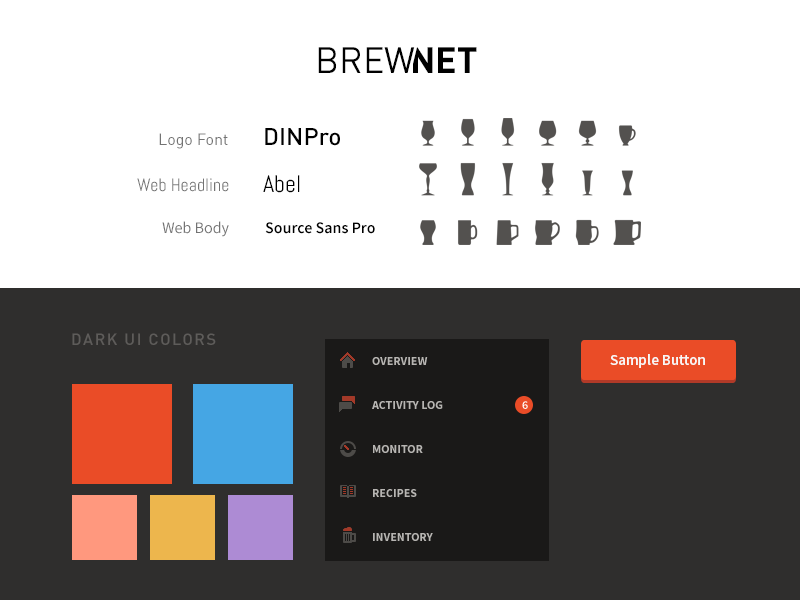 BREWNET
Logo Font DINPro
Web Headline Abel
Web Body Source Sans Pro
DARK UI COLORS
OVERVIEW
ACTIVITY LOG 6
MONITOR
RECIPES
INVENTORY
Sample Button